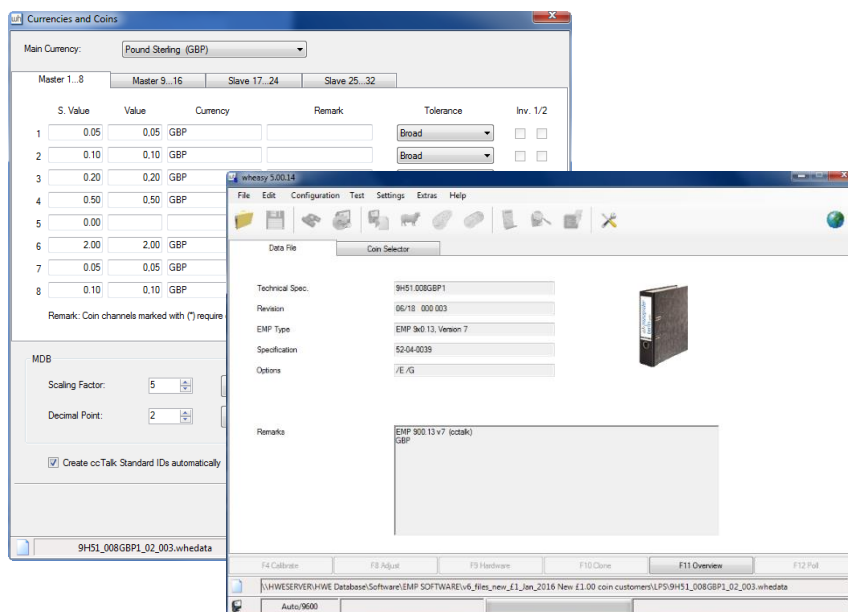 Currencies and Coins
Main Currency: Pound Sterling (GBP)
Master 1...8 Master 9...16 Slave 17...24 Slave 25...32
S. Value Value Currency Remark Tolerance Inv. 1/2
1 0.05 0,05 GBP Broad
2 0.10 0,10 GBP Broad
3 0.20 0,20 GBP
4 0.50 0,50 GBP
5 0.00
6 2.00 2,00 GBP
7 0.05 0,05 GBP
8 0.10 0,10 GBP
Remark: Coin channels marked with (*) require
MDB
Scaling Factor: 5
Decimal Point: 2
Create ccTalk Standard IDs automatically
9H51_008GBP1_02_003.whedata
wheasy 5.00.14
File Edit Configuration Test Settings Extras Help
Data File Coin Selector
Technical Spec. 9H51.008GBP1
Revision 06/18 000 003
EMP Type EMP 9x0.13, Version 7
Specification 52-04-0039
Options /E /G
Remarks EMP 900.13 v7 (cctalk)
GBP
F4 Calibrate F8 Adjust F9 Hardware F10 Clone F11 Overview F12 Full
\\HWESERVER\HWE Database\Software\EMP SOFTWARE\v6_files_new_£1_Jan_2016 New £1.00 coin customers\LPS\9H51_008GBP1_02_003.whedata
Auto/9600